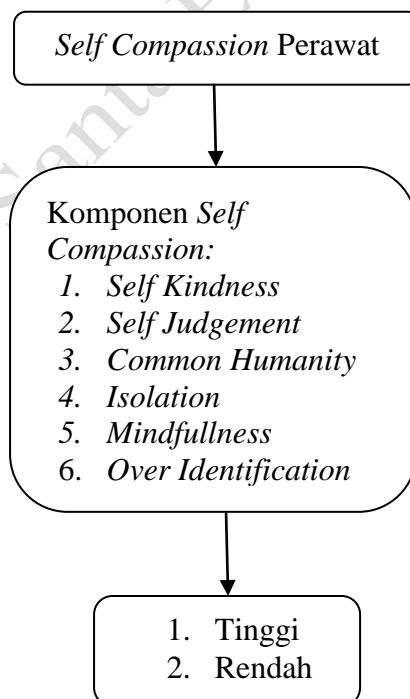 Self Compassion Perawat
Komponen Self
Compassion:
1. Self Kindness
2. Self Judgement
3. Common Humanity
4. Isolation
5. Mindfullness
6. Over Identification
1. Tinggi
2. Rendah